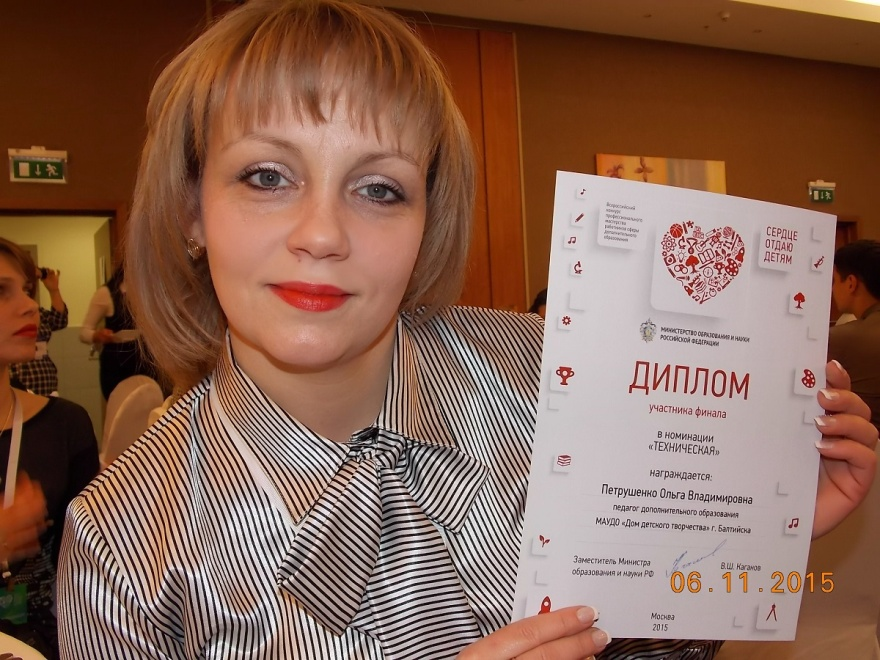 Всероссийский
конкурс
профессионального
мастерства
работников сферы
дополнительного
образования
СЕРДЦЕ
ОТДАЮ
ДЕТЯМ
МИНИСТЕРСТВО ОБРАЗОВАНИЯ И НАУКИ
РОССИЙСКОЙ ФЕДЕРАЦИИ
ДИПЛОМ
участника финала
в номинации
«ТЕХНИЧЕСКАЯ»
награждается:
Петрушенко Ольга Владимировна
педагог дополнительного образования
МАУДО «Дом детского творчества» г. Балтийска
Заместитель Министра
образования и науки РФ
В.Ш. Каганов
06.11.2015
Москва
2015